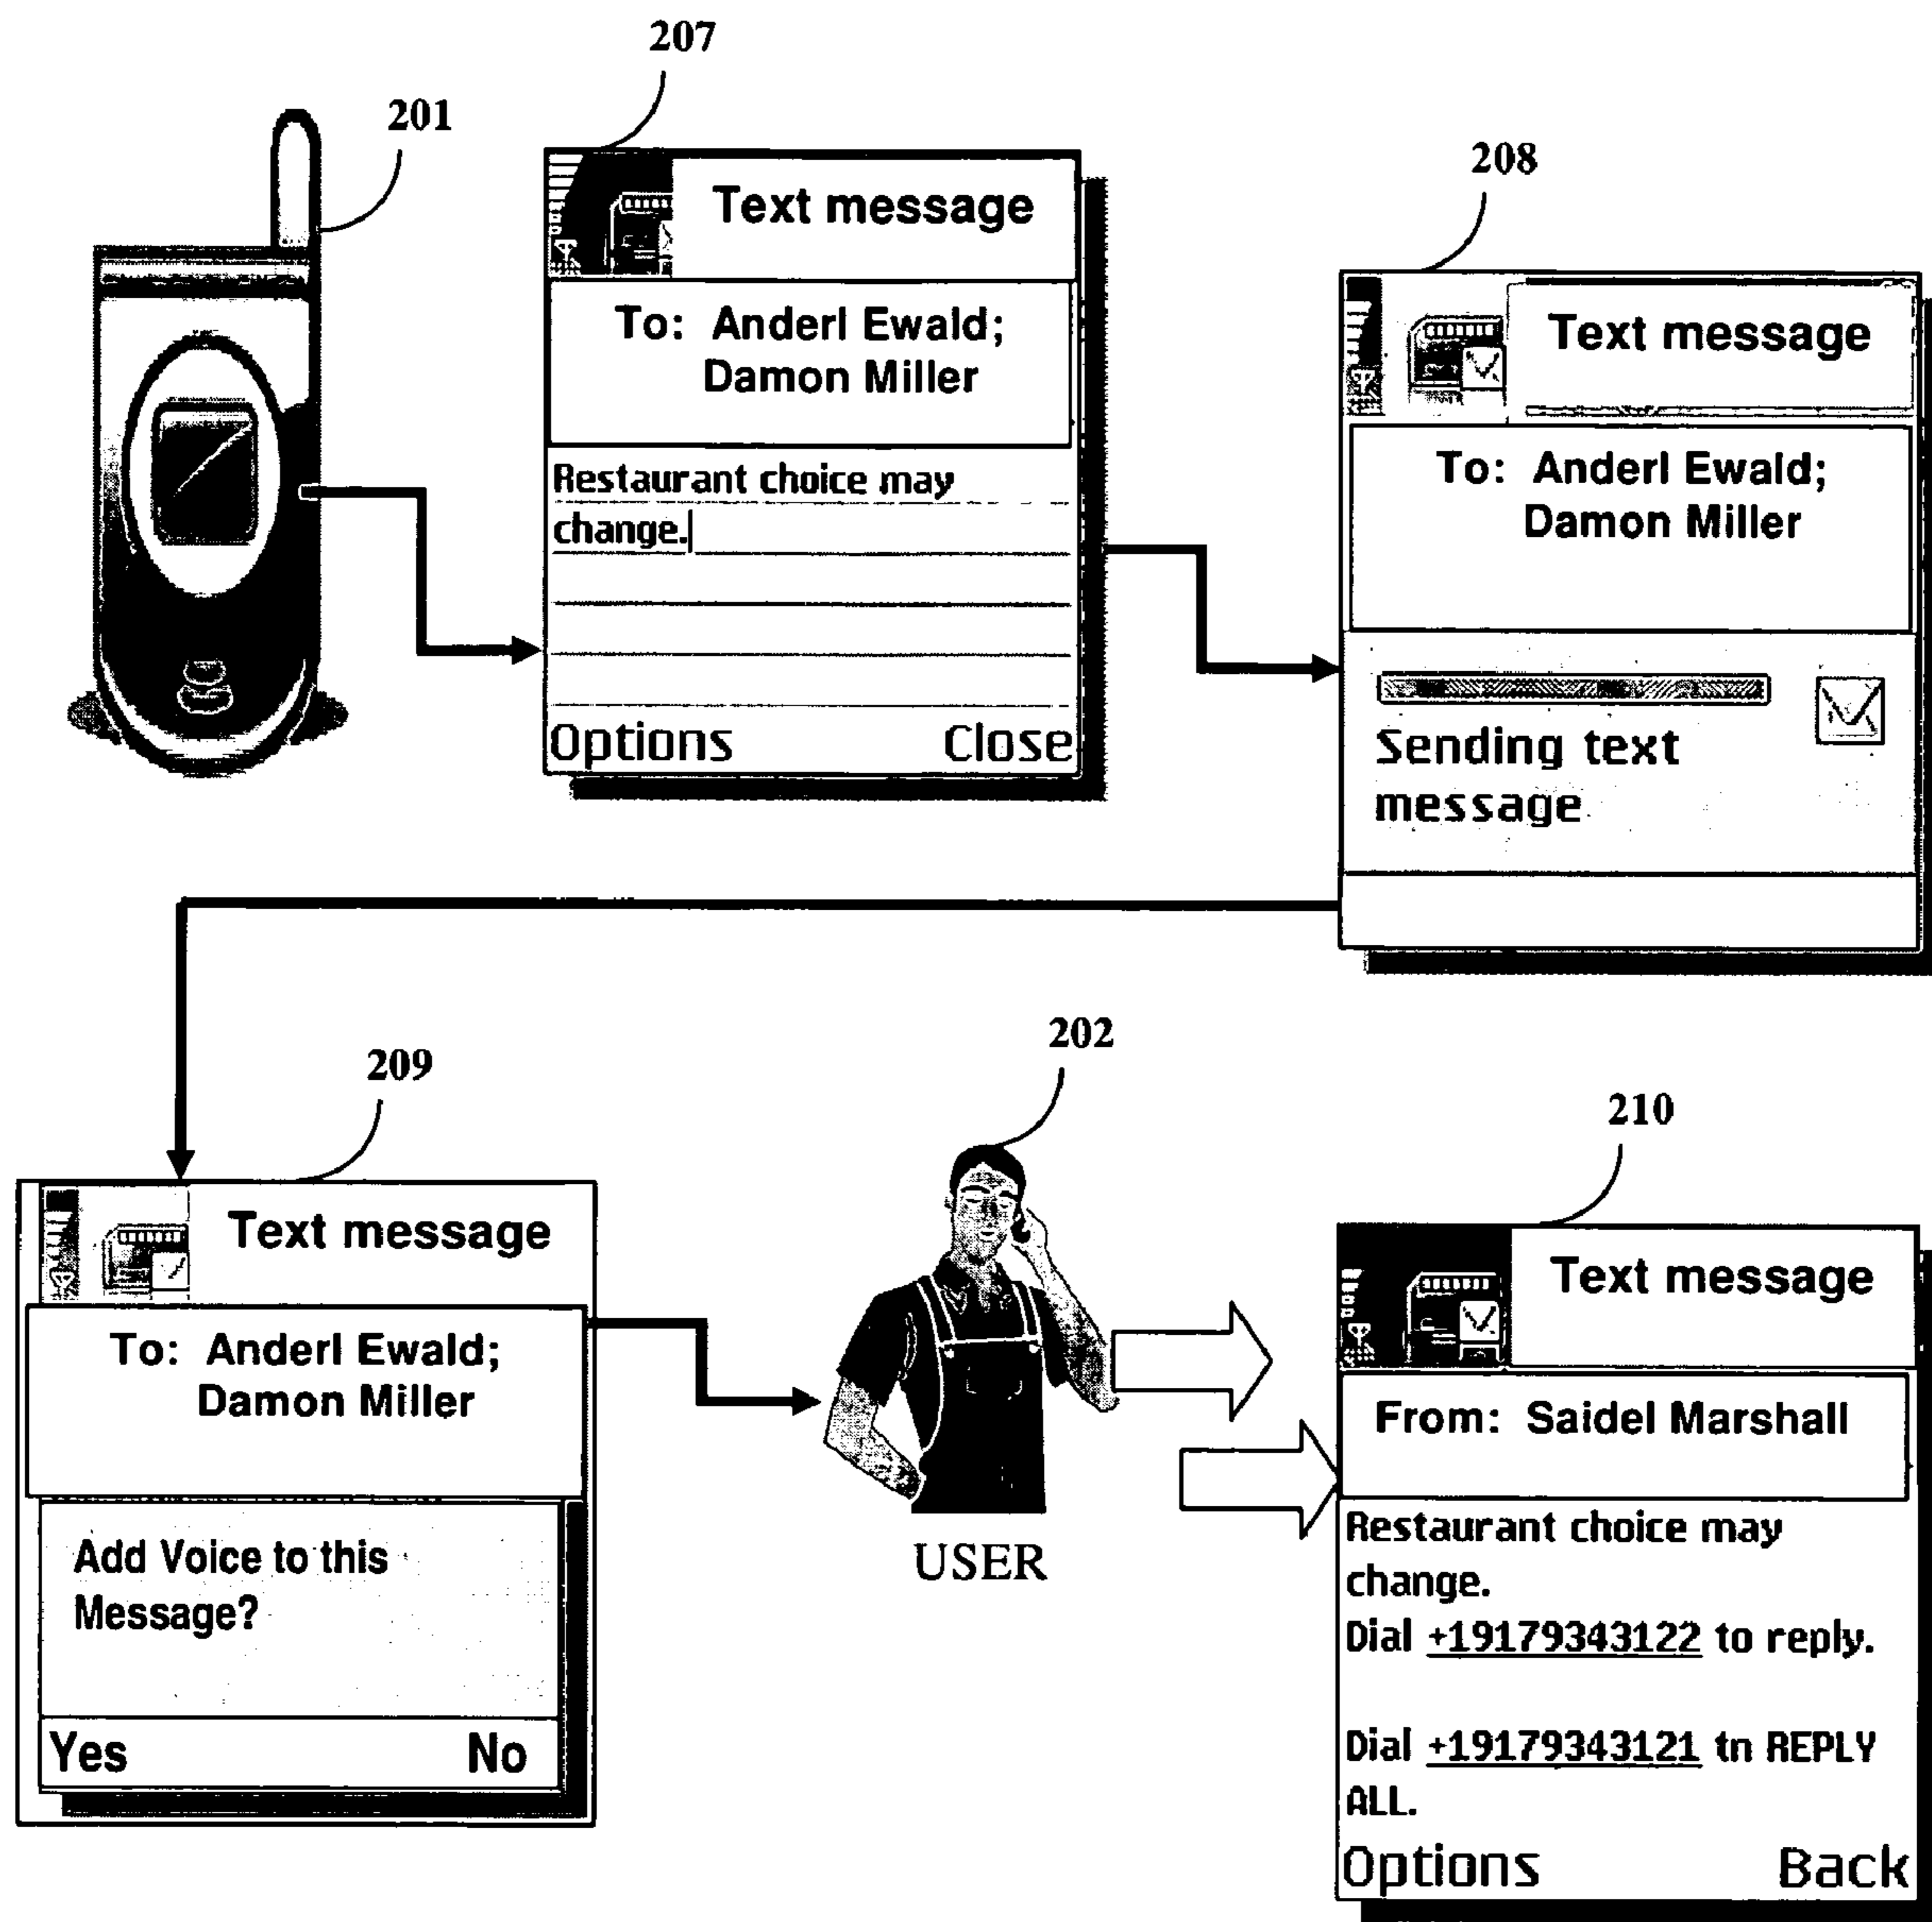 207
201
Text message
To: Anderl Ewald;
Damon Miller
Restaurant choice may
change.
Options Close
208
Text message
To: Anderl Ewald;
Damon Miller
Sending text
message
209
Text message
To: Anderl Ewald;
Damon Miller
Add Voice to this
Message?
Yes No
202
USER
210
Text message
From: Saidel Marshall
Restaurant choice may
change.
Dial +19179343122 to reply.
Dial +19179343121 tn REPLY
ALL.
Options Back